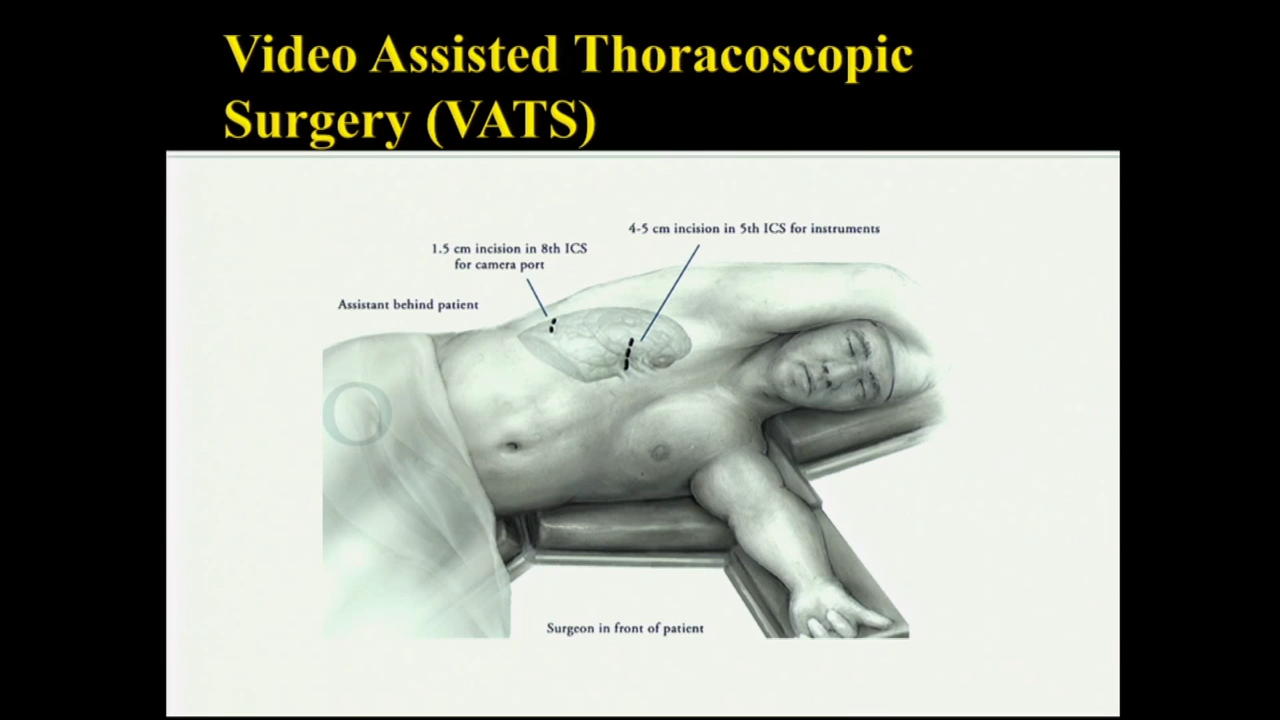 Video Assisted Thoracoscopic
Surgery (VATS)
4-5 cm incision in 5th ICS for instruments
1.5 cm incision in 8th ICS
for camera port
Assistant behind patient
Surgeon in front of patient